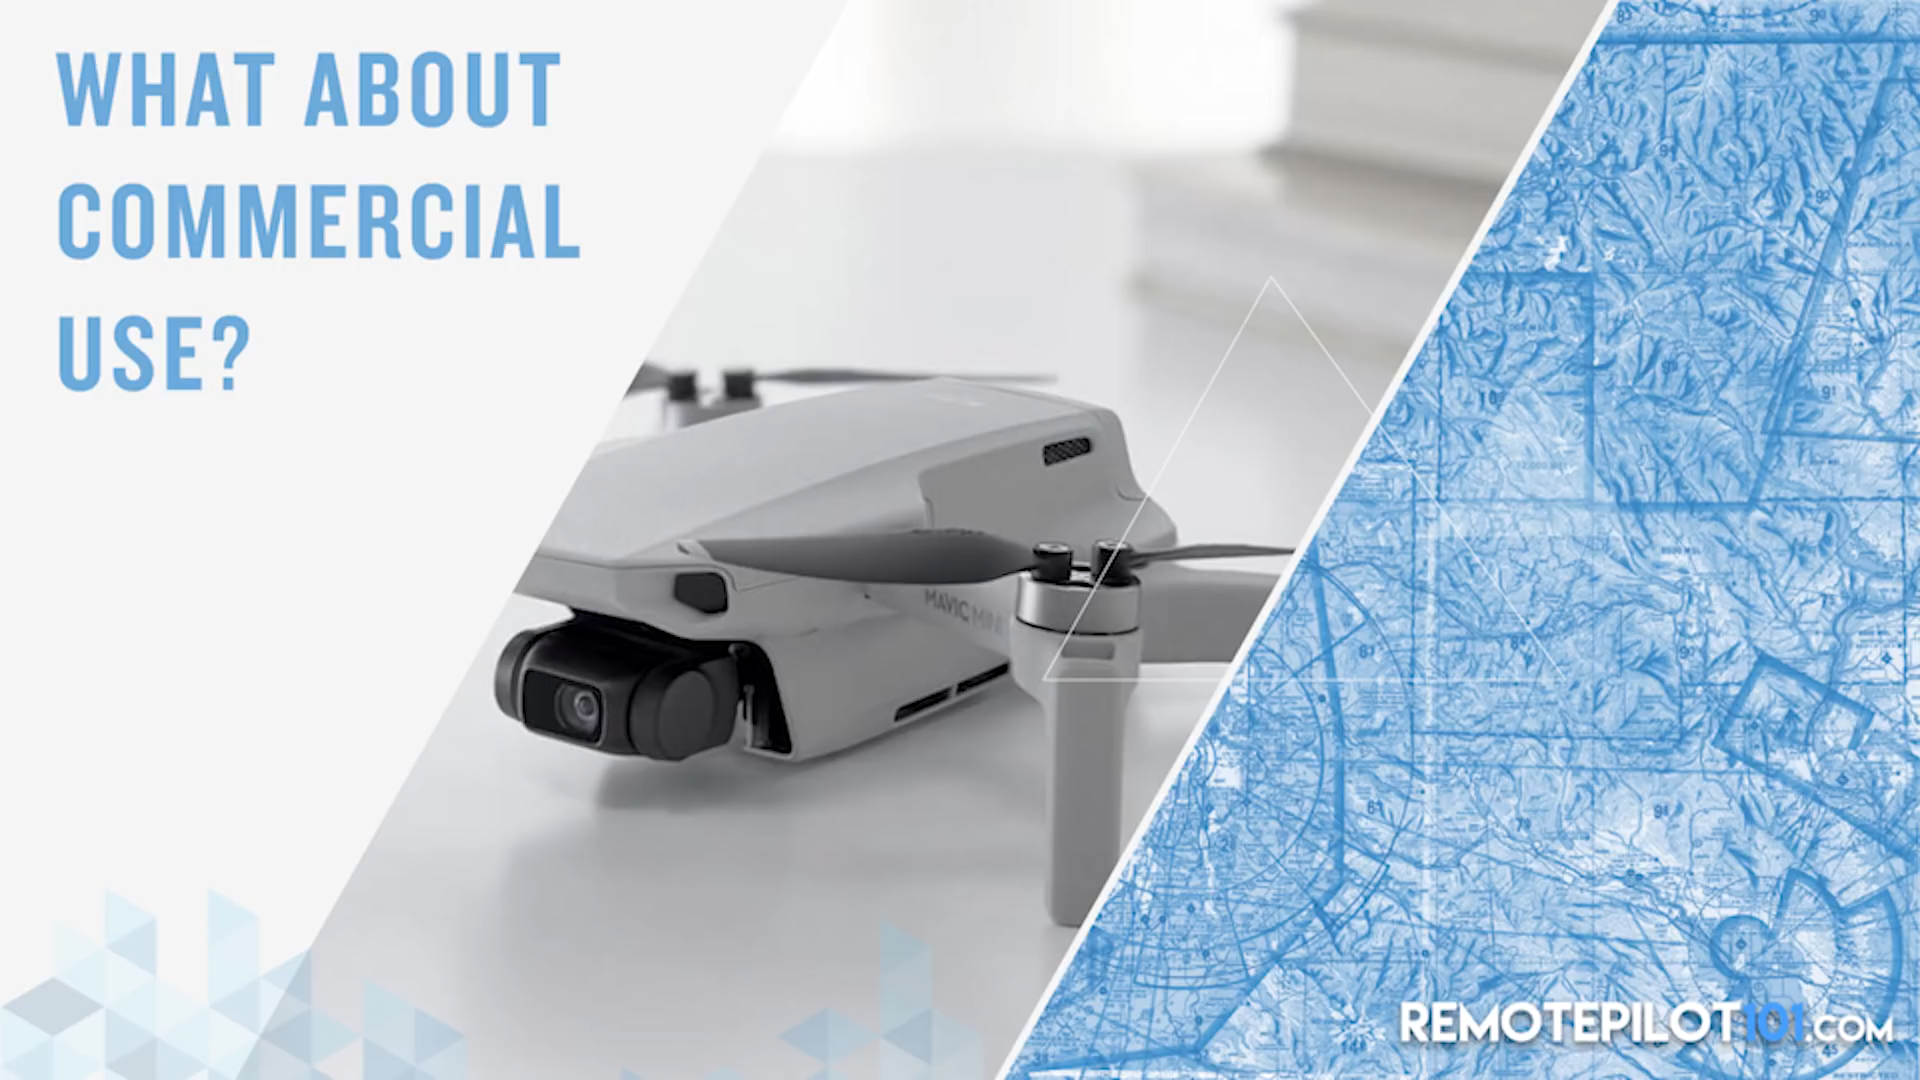 WHAT ABOUT
COMMERCIAL
USE?
MAVIC MINI
REMOTEPILOT101.COM